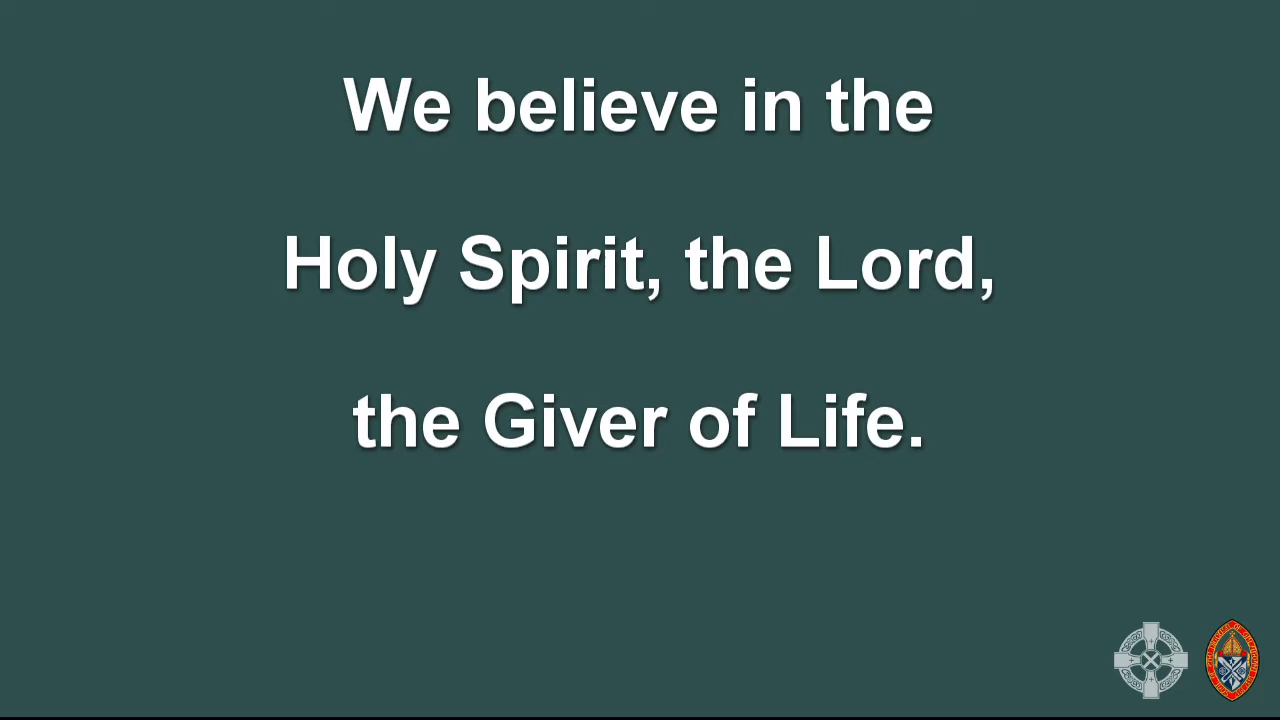 We believe in the
Holy Spirit, the Lord,
the Giver of Life.